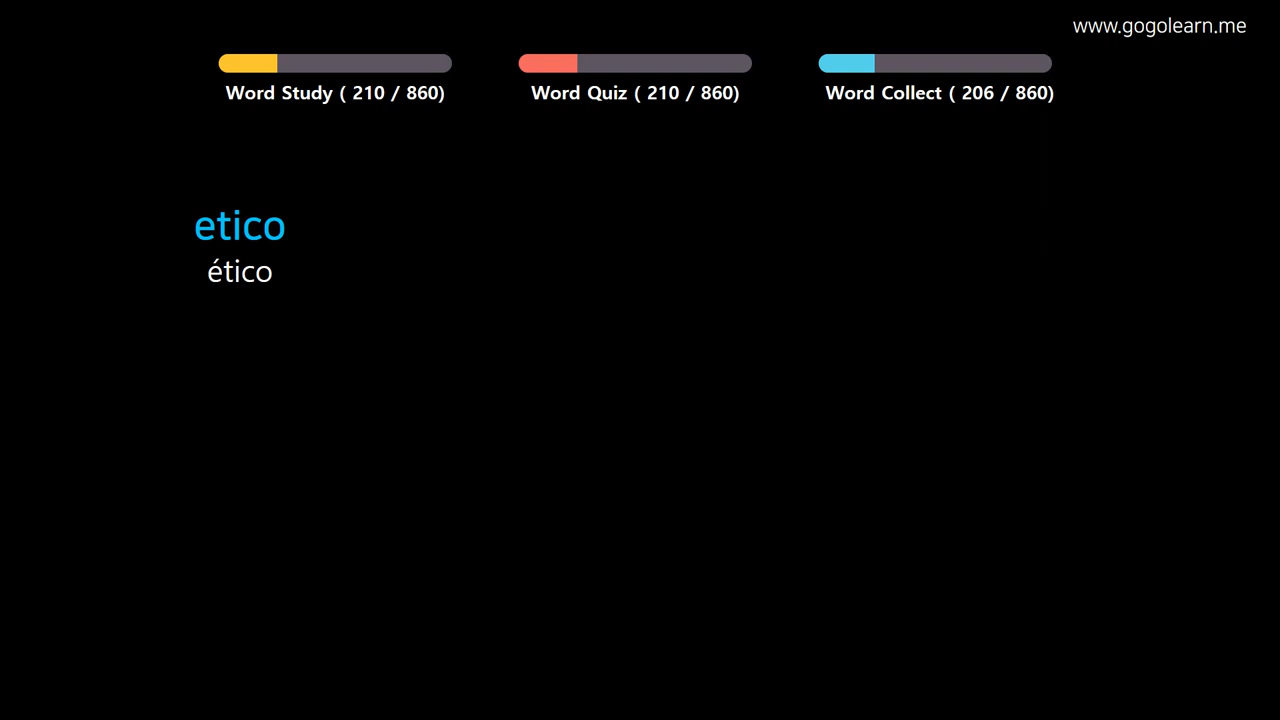 www.gogolearn.me
Word Study ( 210 / 860)
Word Quiz ( 210 / 860)
Word Collect ( 206 / 860)
etico
ético